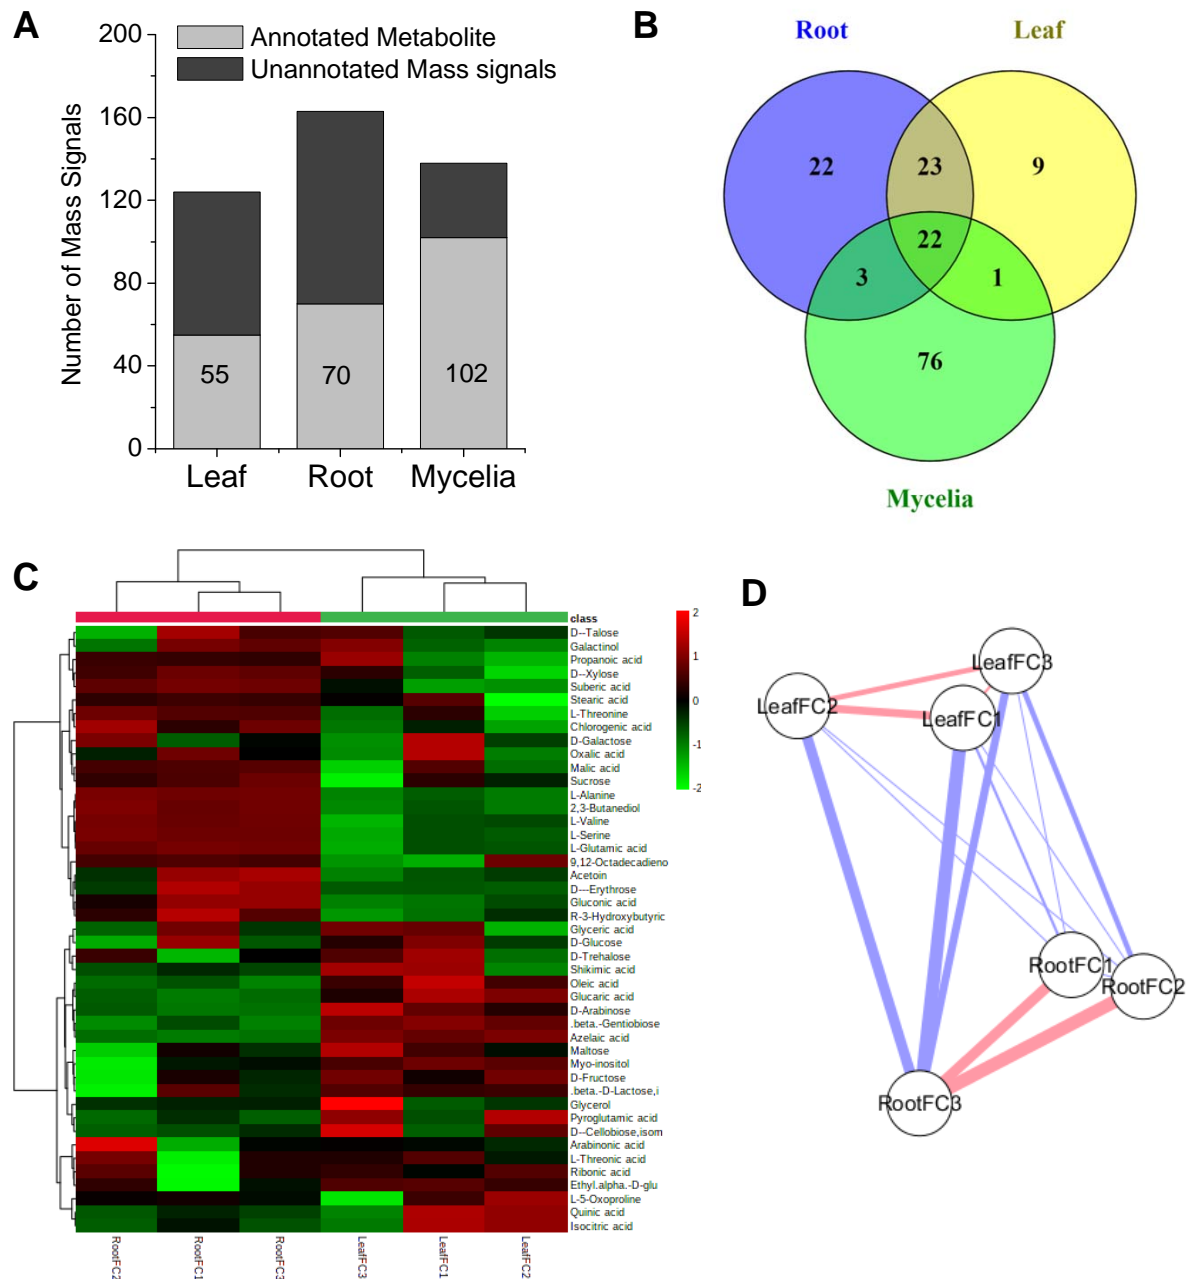 A
200
160
120
80
40
0
Number of Mass Signals
Annotated Metabolite
Unannotated Mass signals
55
70
102
Leaf
Root
Mycelia
B
Root
Leaf
22
23
9
22
3
1
76
Mycelia
C
class
D--Talose
Galactinol
Propanoic acid
D--Xylose
Suberic acid
Stearic acid
L-Threonine
Chlorogenic acid
D-Galactose
Oxalic acid
Malic acid
Sucrose
L-Alanine
2,3-Butanediol
L-Valine
L-Serine
L-Glutamic acid
9,12-Octadecadieno
Acetoin
D---Erythrose
Gluconic acid
R-3-Hydroxybutyric
Glyceric acid
D-Glucose
D-Trehalose
Shikimic acid
Oleic acid
Glucaric acid
D-Arabinose
.beta.-Gentiobiose
Azelaic acid
Maltose
Myo-inositol
D-Fructose
.beta.-D-Lactose,i
Glycerol
Pyroglutamic acid
D--Cellobiose,isom
Arabinonic acid
L-Threonic acid
Ribonic acid
Ethyl.alpha.-D-glu
L-5-Oxoproline
Quinic acid
Isocitric acid
2
1
0
-1
-2
RootFC2
RootFC1
RootFC3
LeafFC3
LeafFC1
LeafFC2
D
LeafFC3
LeafFC2
LeafFC1
RootFC1
RootFC2
RootFC3